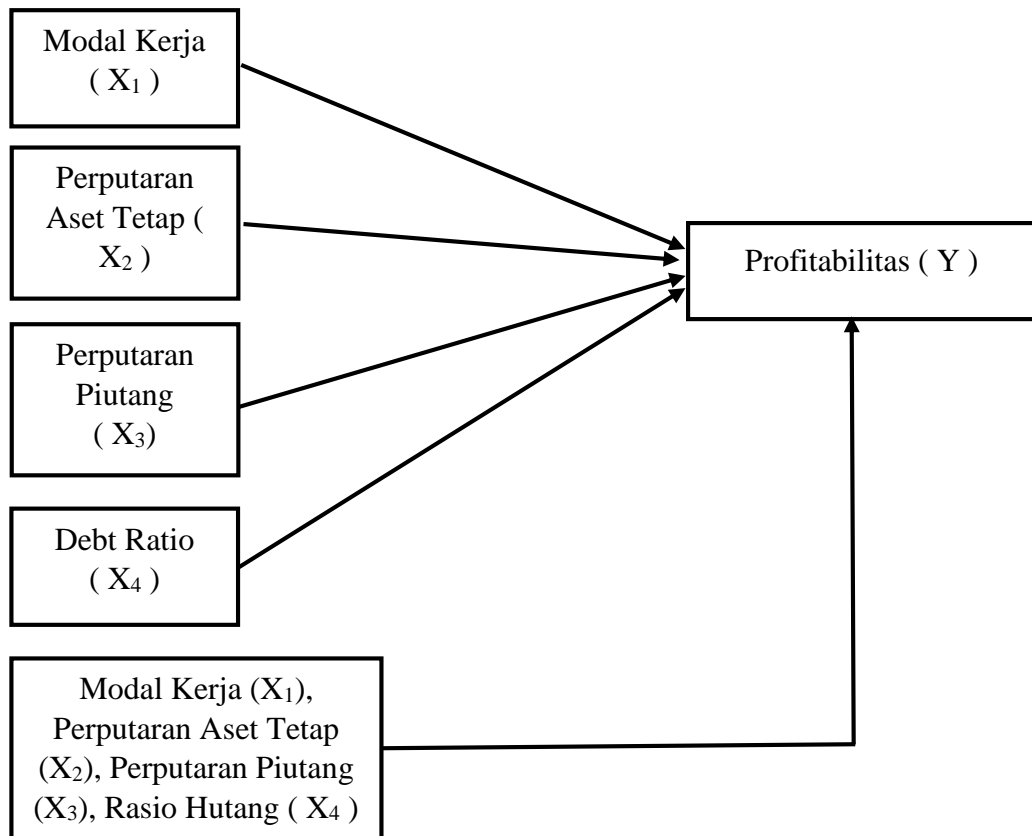 Modal Kerja
( X₁ )
Perputaran
Aset Tetap (
X₂ )
Perputaran
Piutang
( X₃)
Debt Ratio
( X₄ )
Profitabilitas ( Y )
Modal Kerja (X₁),
Perputaran Aset Tetap
(X₂), Perputaran Piutang
(X₃), Rasio Hutang ( X₄ )